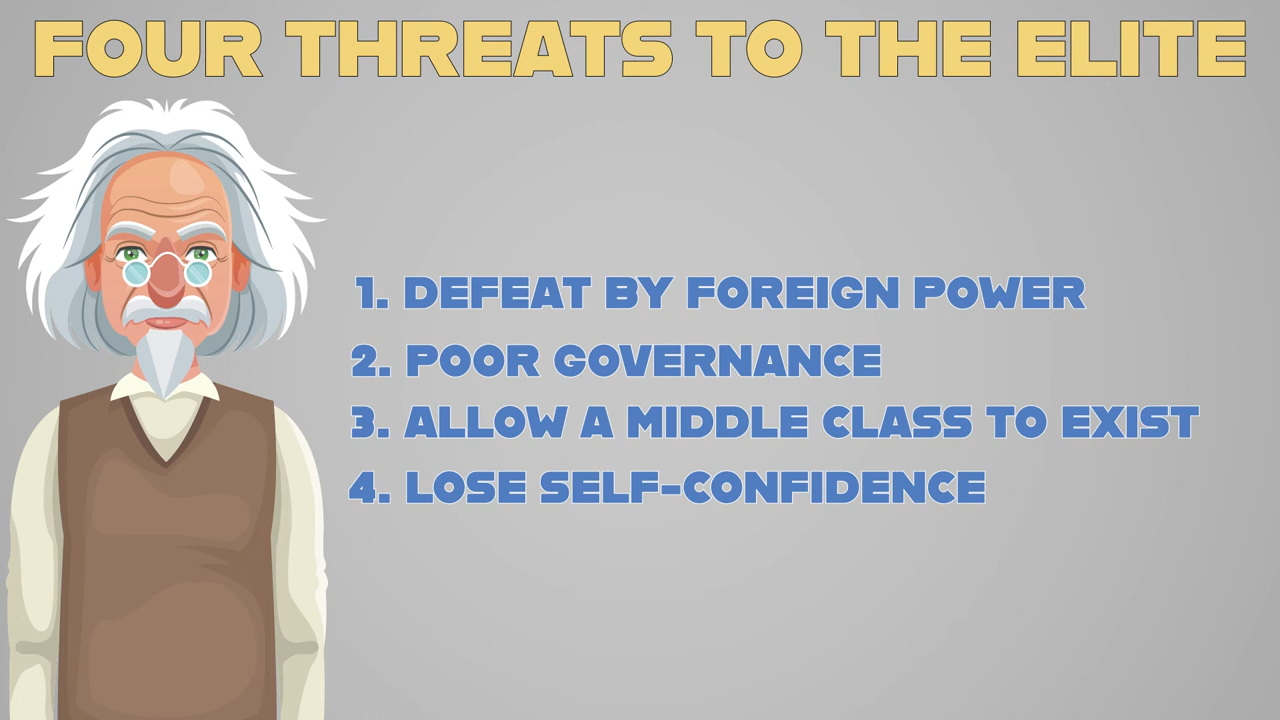 FOUR THREATS TO THE ELITE
1. DEFEAT BY FOREIGN POWER
2. POOR GOVERNANCE
3. ALLOW A MIDDLE CLASS TO EXIST
4. LOSE SELF-CONFIDENCE